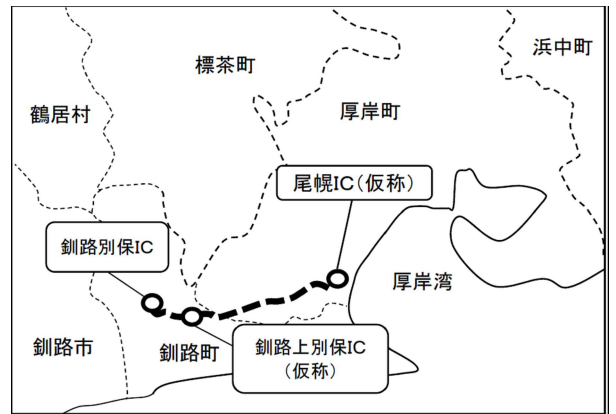 浜中町
標茶町
鶴居村
厚岸町
尾幌IC(仮称)
釧路別保IC
厚岸湾
釧路市
釧路町
釧路上別保IC
(仮称)